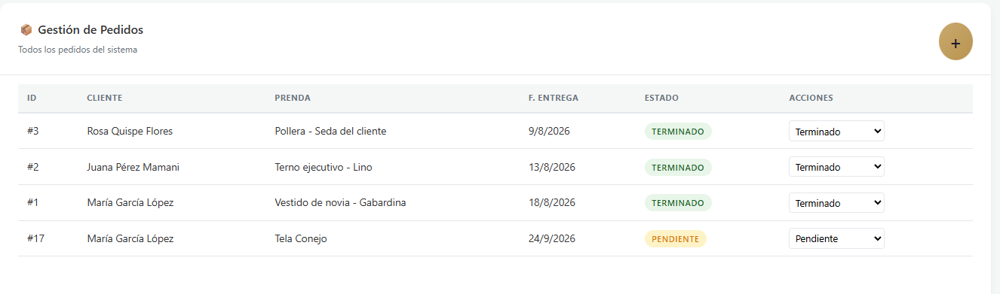 Gestión de Pedidos
Todos los pedidos del sistema
+
ID CLIENTE PRENDA F. ENTREGA ESTADO ACCIONES
#3 Rosa Quispe Flores Pollera - Seda del cliente 9/8/2026 TERMINADO Terminado
#2 Juana Pérez Mamani Terno ejecutivo - Lino 13/8/2026 TERMINADO Terminado
#1 María García López Vestido de novia - Gabardina 18/8/2026 TERMINADO Terminado
#17 María García López Tela Conejo 24/9/2026 PENDIENTE Pendiente